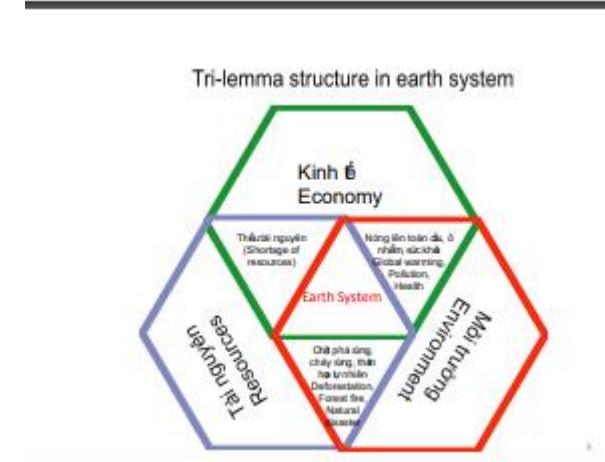 Tri-lemma structure in earth system
Kinh tế
Economy
Thiếu tài nguyên
(Shortage of
resources)
Nóng lên toàn cầu, ô
nhiễm, sức khỏe
Global warming,
Pollution,
Health
Earth System
Tài nguyên
Resources
Môi trường
Environment
Chặt phá rừng,
cháy rừng, thiên
họa tự nhiên
Deforestation,
Forest fire,
Natural
disaster